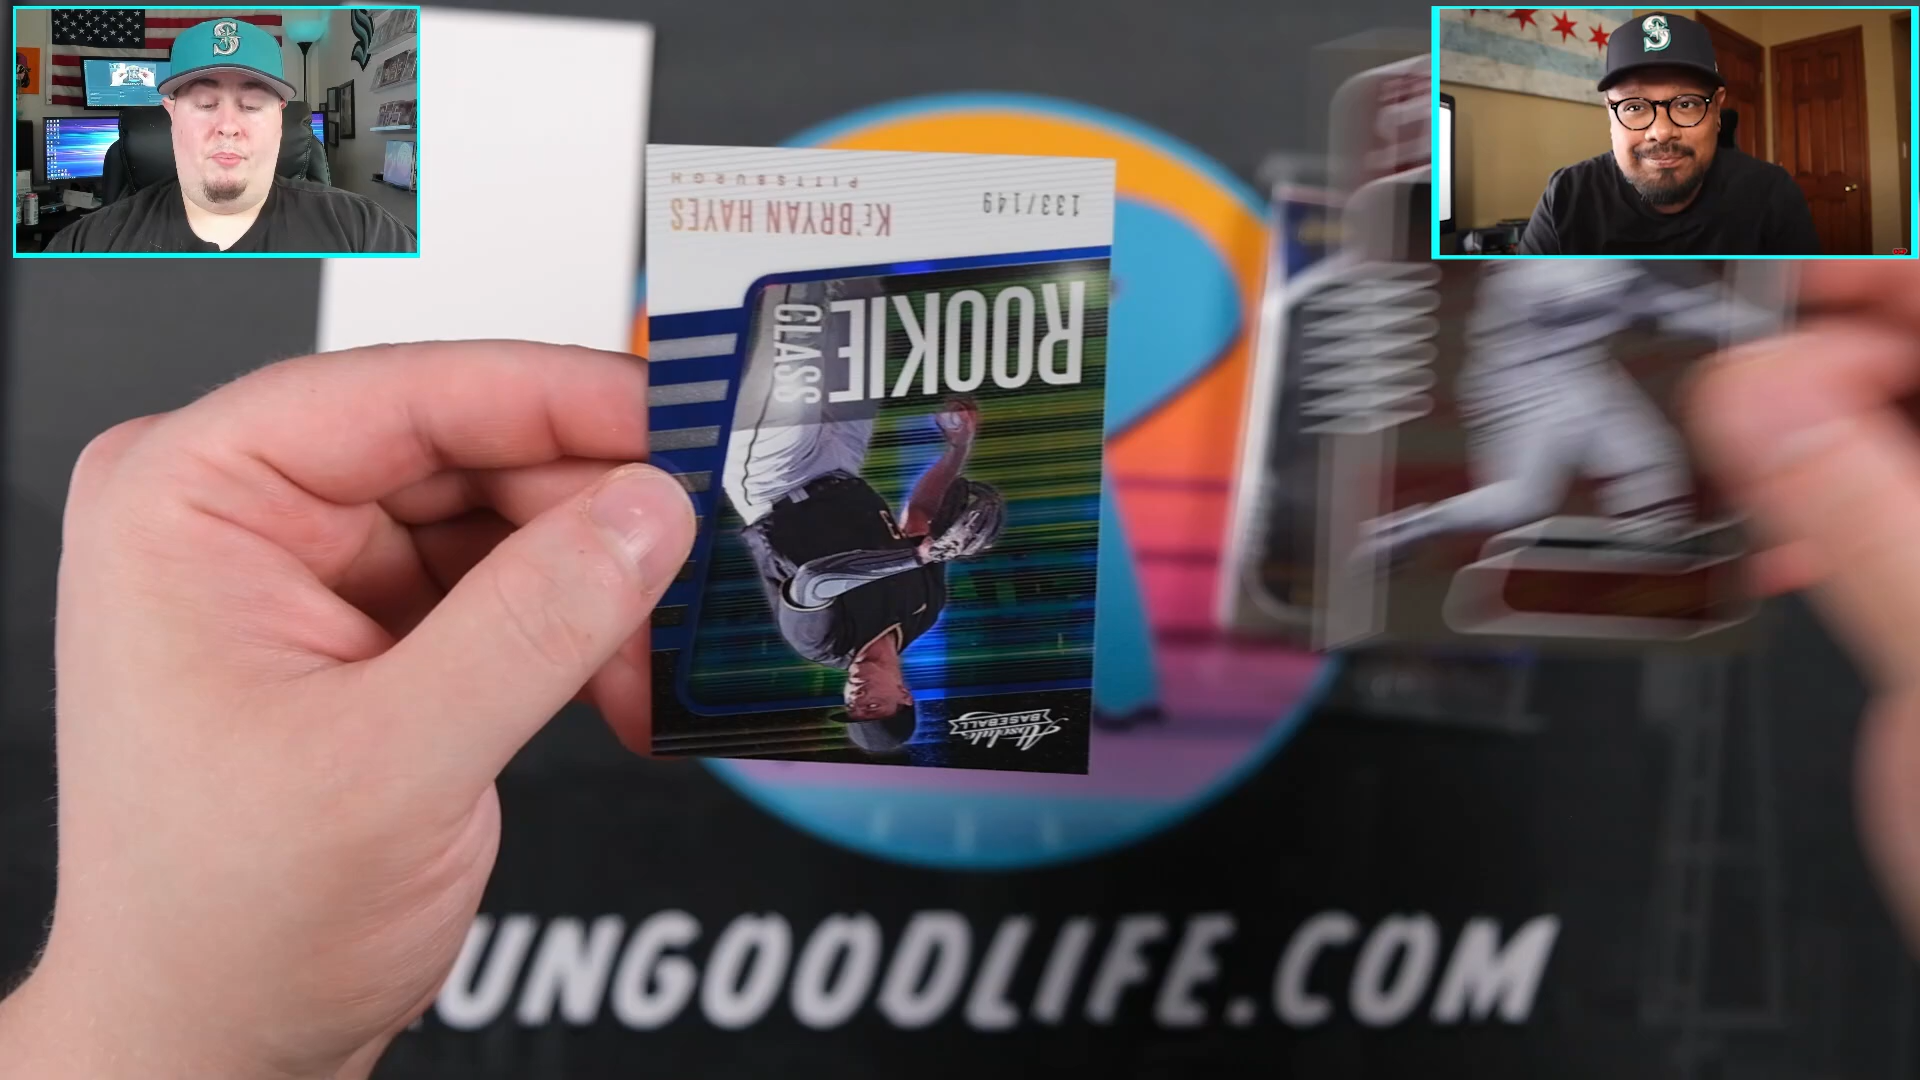 S
S
PITTSBURGH
KE'BRYAN HAYES
133/149
ROOKIE
CLASS
Absolute
BASEBALL
UNGOODLIFE.COM